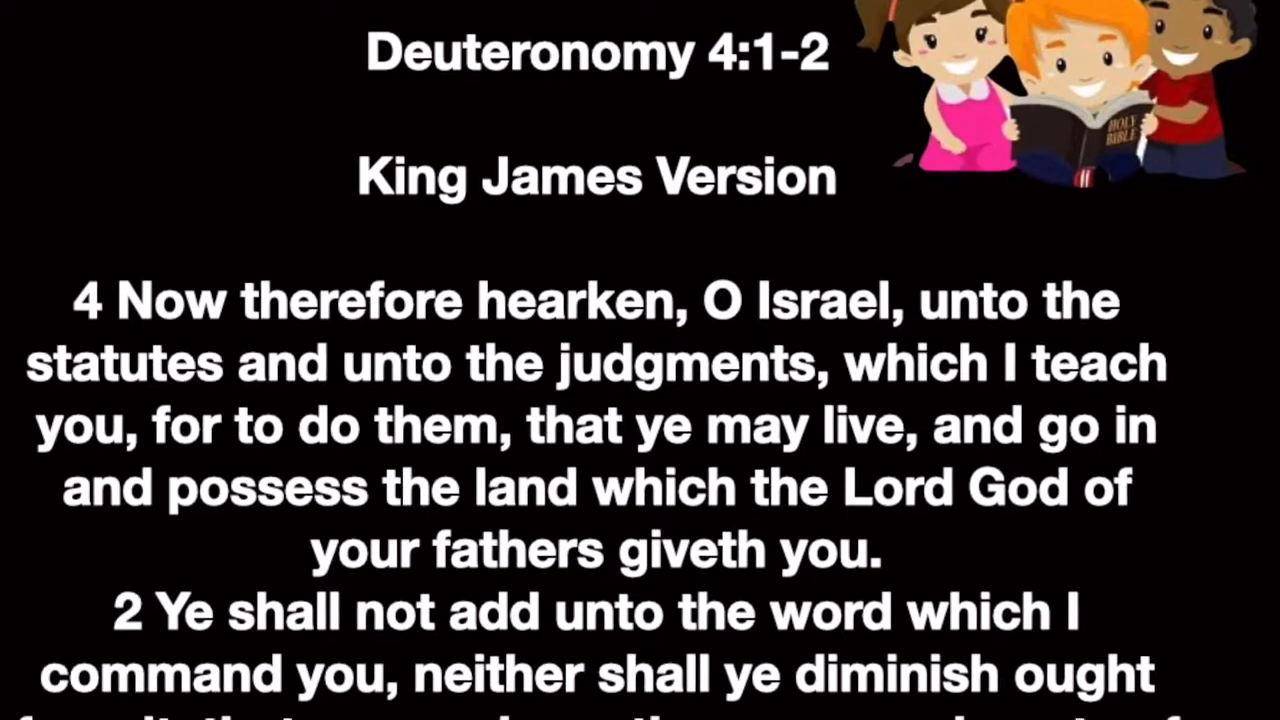 Deuteronomy 4:1-2
HOLY
BIBLE
King James Version
4 Now therefore hearken, O Israel, unto the
statutes and unto the judgments, which I teach
you, for to do them, that ye may live, and go in
and possess the land which the Lord God of
your fathers giveth you.
2 Ye shall not add unto the word which I
command you, neither shall ye diminish ought